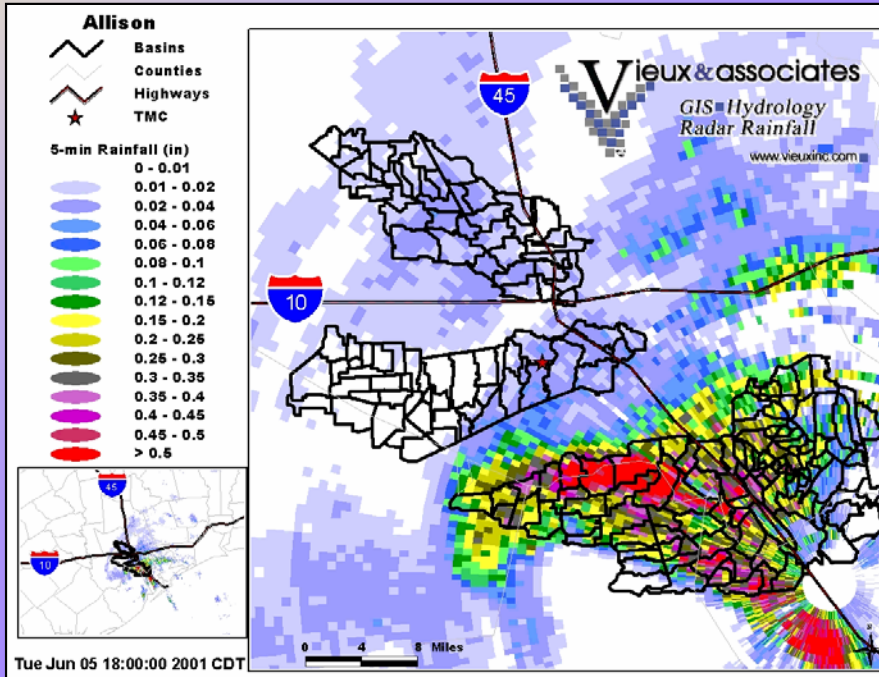 Allison
Basins
Counties
Highways
TMC
5-min Rainfall (in)
0 - 0.01
0.01 - 0.02
0.02 - 0.04
0.04 - 0.06
0.06 - 0.08
0.08 - 0.1
0.1 - 0.12
0.12 - 0.15
0.15 - 0.2
0.2 - 0.25
0.25 - 0.3
0.3 - 0.35
0.35 - 0.4
0.4 - 0.45
0.45 - 0.5
> 0.5
45
10
Tue Jun 05 18:00:00 2001 CDT
45
Vieux&associates
GIS Hydrology
Radar Rainfall
www.vieuxinc.com
10
0 4 8 Miles